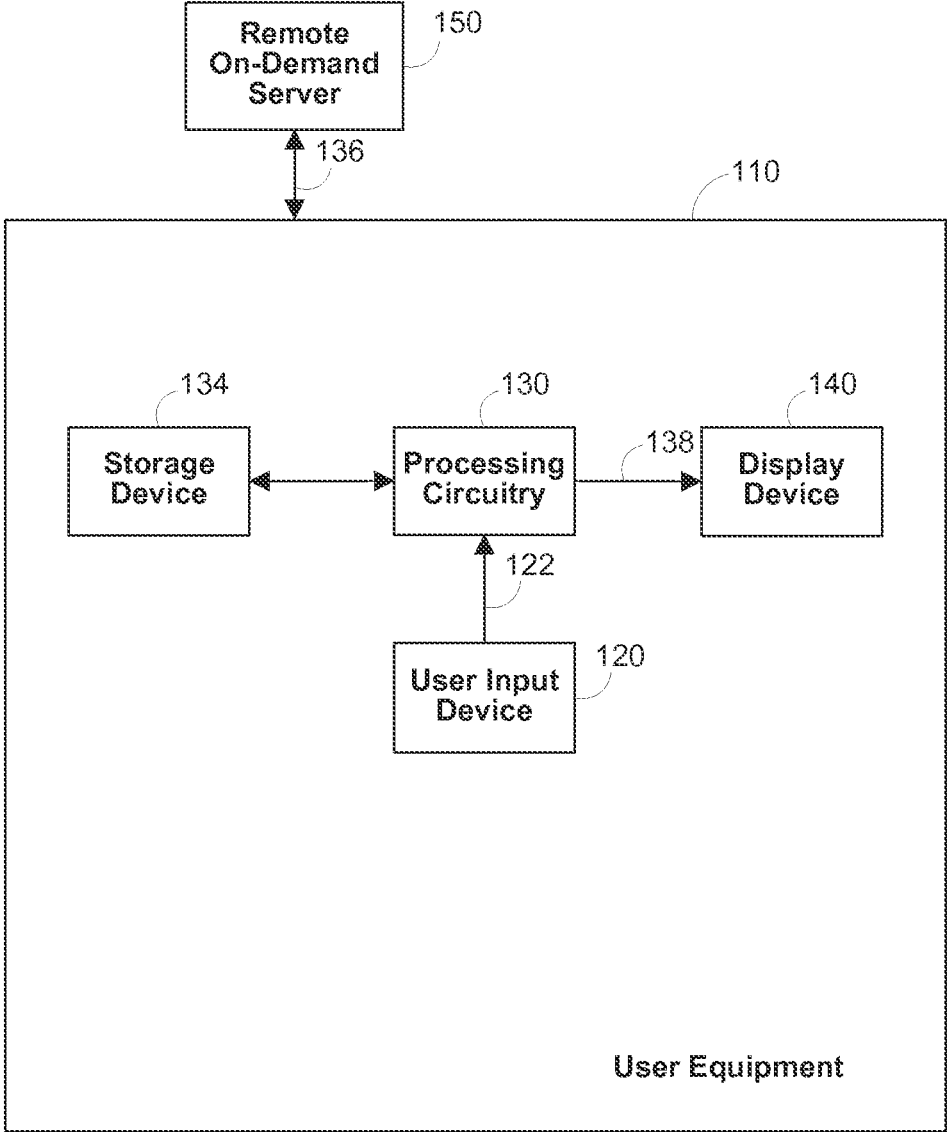 Remote
On-Demand
Server
150
136
110
134
130
140
Storage
Device
Processing
Circuitry
138
Display
Device
122
User Input
Device
120
User Equipment